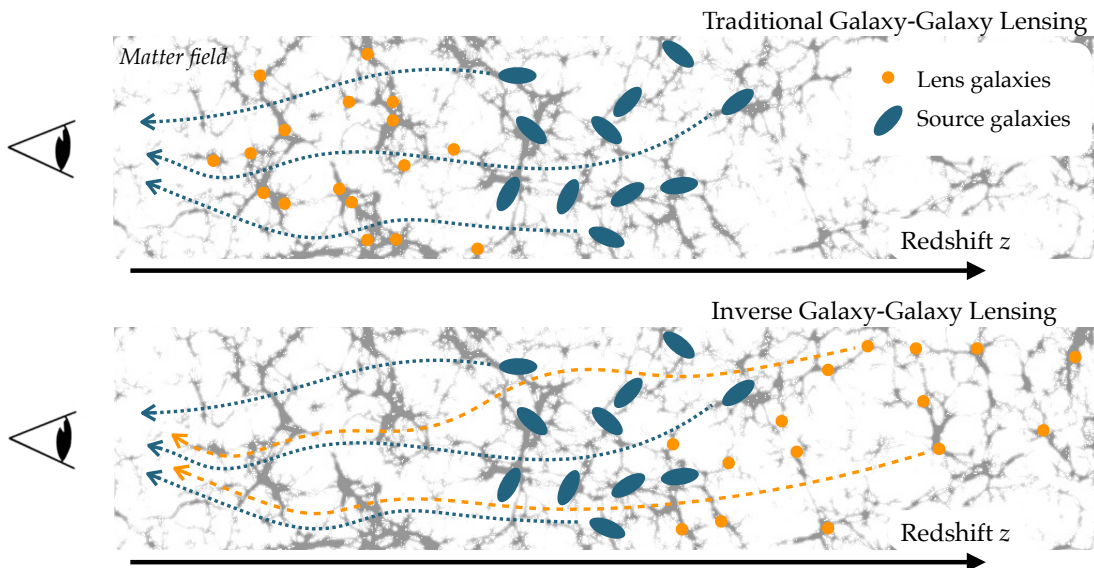 Traditional Galaxy-Galaxy Lensing
Matter field
Lens galaxies
Source galaxies
Redshift z
Inverse Galaxy-Galaxy Lensing
Redshift z